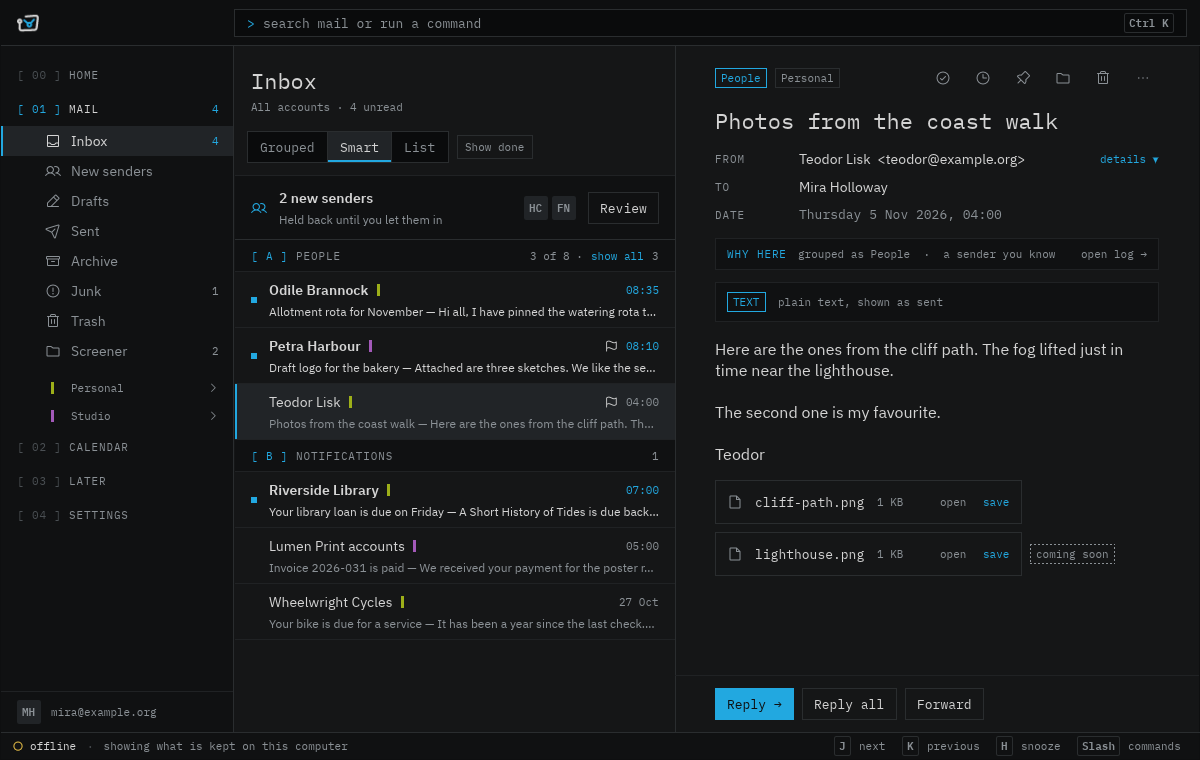 > search mail or run a command Ctrl K
[ 00 ] HOME
[ 01 ] MAIL 4
Inbox 4
New senders
Drafts
Sent
Archive
Junk 1
Trash
Screener 2
Personal
Studio
[ 02 ] CALENDAR
[ 03 ] LATER
[ 04 ] SETTINGS
MH mira@example.org
Inbox
All accounts · 4 unread
Grouped Smart List Show done
2 new senders
Held back until you let them in
HC FN Review
[ A ] PEOPLE 3 of 8 · show all 3
Odile Brannock 08:35
Allotment rota for November — Hi all, I have pinned the watering rota t…
Petra Harbour 08:10
Draft logo for the bakery — Attached are three sketches. We like the se…
Teodor Lisk 04:00
Photos from the coast walk — Here are the ones from the cliff path. Th…
[ B ] NOTIFICATIONS 1
Riverside Library 07:00
Your library loan is due on Friday — A Short History of Tides is due back…
Lumen Print accounts 05:00
Invoice 2026-031 is paid — We received your payment for the poster r…
Wheelwright Cycles 27 Oct
Your bike is due for a service — It has been a year since the last check.…
People Personal
Photos from the coast walk
FROM Teodor Lisk <teodor@example.org> details ▾
TO Mira Holloway
DATE Thursday 5 Nov 2026, 04:00
WHY HERE grouped as People · a sender you know open log →
TEXT plain text, shown as sent
Here are the ones from the cliff path. The fog lifted just in
time near the lighthouse.
The second one is my favourite.
Teodor
cliff-path.png 1 KB open save
lighthouse.png 1 KB open save coming soon
Reply → Reply all Forward
offline · showing what is kept on this computer
J next K previous H snooze Slash commands